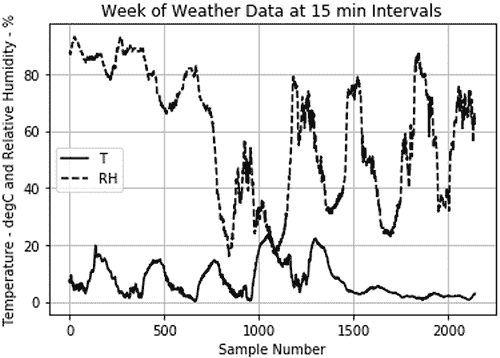 Week of Weather Data at 15 min Intervals
Temperature - degC and Relative Humidity - %
80
60
40
20
0
T
RH
0
500
1000
1500
2000
Sample Number